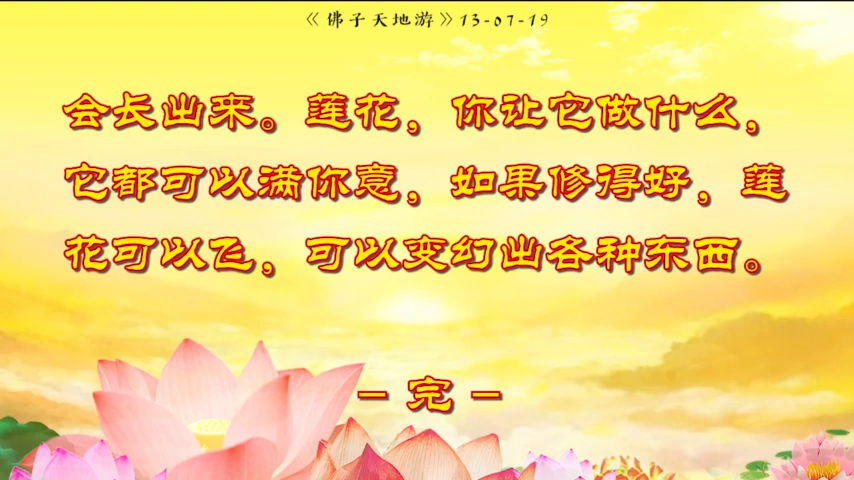 《佛子天地游》13-07-19
会长出来。莲花，你让它做什么，
它都可以满你意，如果修得好，莲
花可以飞，可以变幻出各种东西。
- 完 -